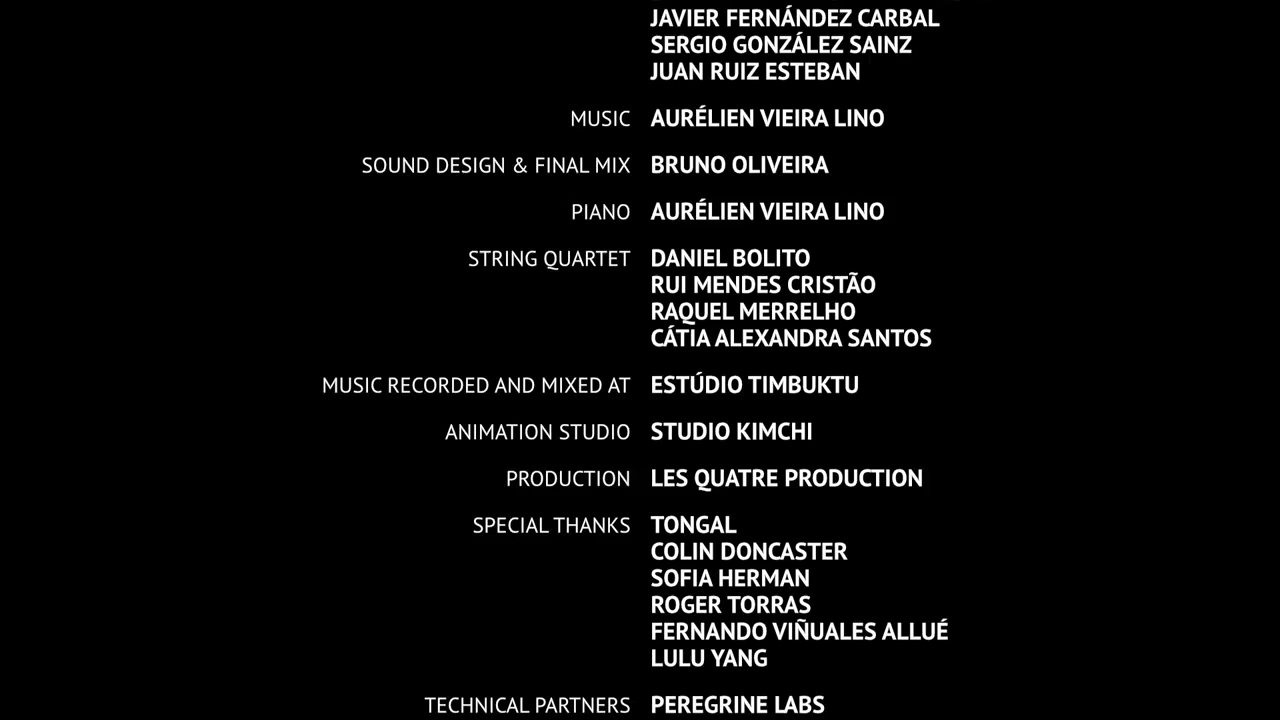 JAVIER FERNÁNDEZ CARBAL
SERGIO GONZÁLEZ SAINZ
JUAN RUIZ ESTEBAN
MUSIC AURÉLIEN VIEIRA LINO
SOUND DESIGN & FINAL MIX BRUNO OLIVEIRA
PIANO AURÉLIEN VIEIRA LINO
STRING QUARTET DANIEL BOLITO
RUI MENDES CRISTÃO
RAQUEL MERRELHO
CÁTIA ALEXANDRA SANTOS
MUSIC RECORDED AND MIXED AT ESTÚDIO TIMBUKTU
ANIMATION STUDIO STUDIO KIMCHI
PRODUCTION LES QUATRE PRODUCTION
SPECIAL THANKS TONGAL
COLIN DONCASTER
SOFIA HERMAN
ROGER TORRAS
FERNANDO VIÑUALES ALLUÉ
LULU YANG
TECHNICAL PARTNERS PEREGRINE LABS